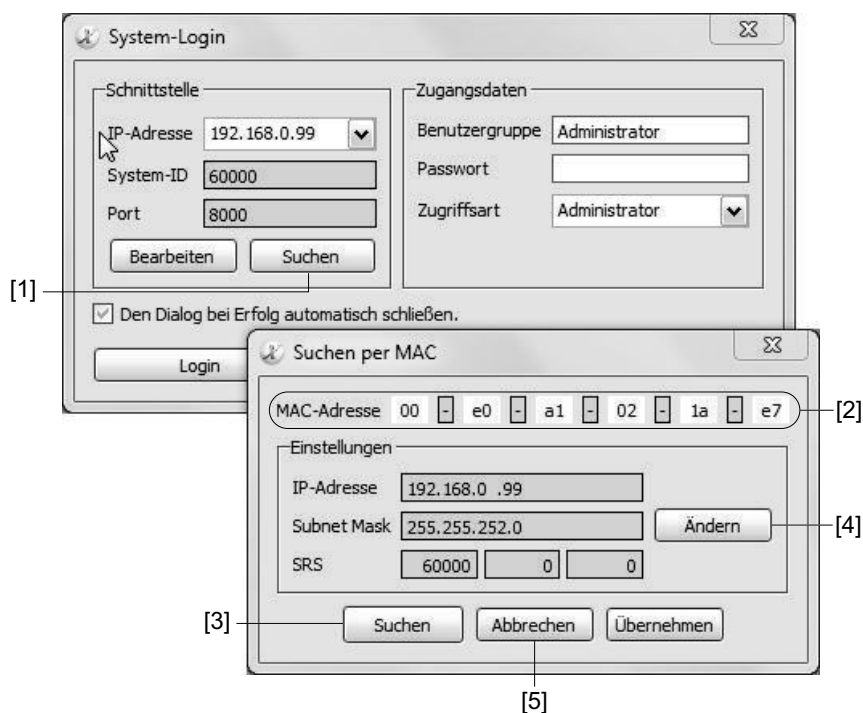 System-Login
Schnittstelle
IP-Adresse 192.168.0.99
System-ID 60000
Port 8000
Bearbeiten Suchen
Zugangsdaten
Benutzergruppe Administrator
Passwort
Zugriffsart Administrator
[1]
Den Dialog bei Erfolg automatisch schließen.
Login
Suchen per MAC
MAC-Adresse 00 - e0 - a1 - 02 - 1a - e7
[2]
Einstellungen
IP-Adresse 192.168.0 .99
Subnet Mask 255.255.252.0
Ändern
[4]
SRS 60000 0 0
[3]
Suchen Abbrechen Übernehmen
[5]